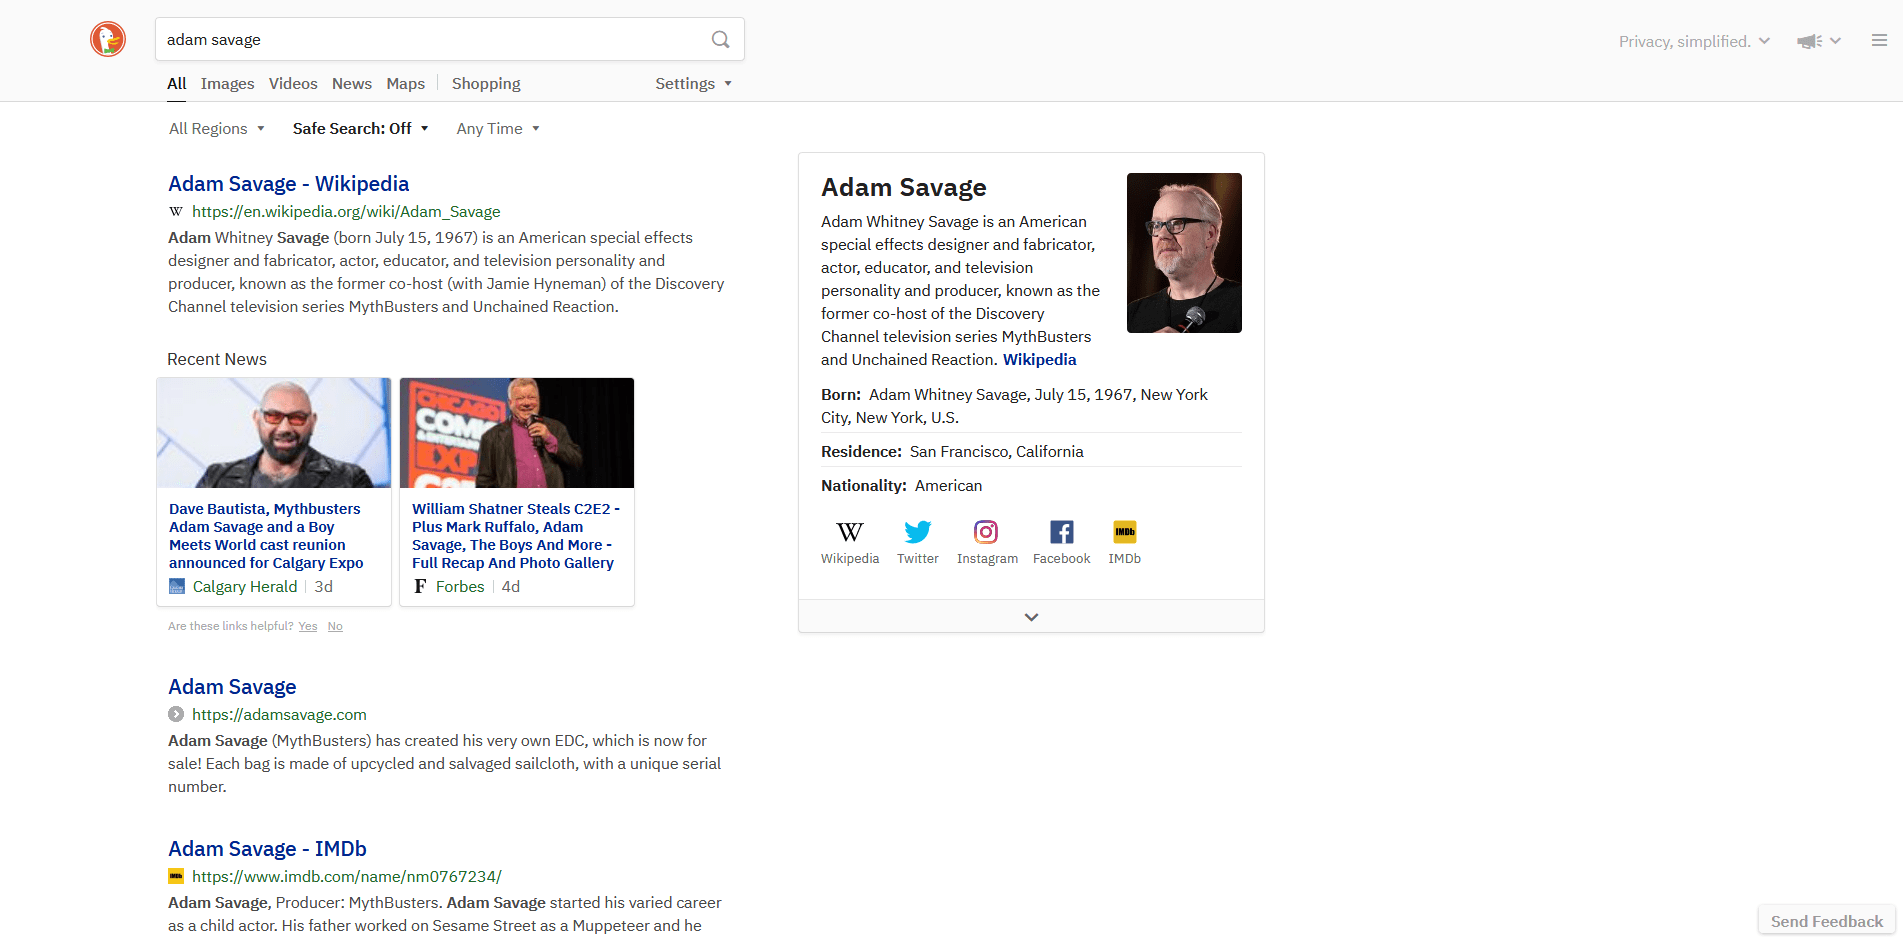 adam savage
Privacy, simplified.
All Images Videos News Maps Shopping Settings
All Regions Safe Search: Off Any Time
Adam Savage - Wikipedia
W https://en.wikipedia.org/wiki/Adam_Savage
Adam Whitney Savage (born July 15, 1967) is an American special effects
designer and fabricator, actor, educator, and television personality and
producer, known as the former co-host (with Jamie Hyneman) of the Discovery
Channel television series MythBusters and Unchained Reaction.
Recent News
CHICAGO
COMIC
& ENTERTAINMENT
EXP
Dave Bautista, Mythbusters
Adam Savage and a Boy
Meets World cast reunion
announced for Calgary Expo
Calgary Herald 3d
William Shatner Steals C2E2 -
Plus Mark Ruffalo, Adam
Savage, The Boys And More -
Full Recap And Photo Gallery
F Forbes 4d
Are these links helpful? Yes No
Adam Savage
https://adamsavage.com
Adam Savage (MythBusters) has created his very own EDC, which is now for
sale! Each bag is made of upcycled and salvaged sailcloth, with a unique serial
number.
Adam Savage - IMDb
IMDb https://www.imdb.com/name/nm0767234/
Adam Savage, Producer: MythBusters. Adam Savage started his varied career
as a child actor. His father worked on Sesame Street as a Muppeteer and he
Adam Savage
Adam Whitney Savage is an American
special effects designer and fabricator,
actor, educator, and television
personality and producer, known as the
former co-host of the Discovery
Channel television series MythBusters
and Unchained Reaction. Wikipedia
Born: Adam Whitney Savage, July 15, 1967, New York
City, New York, U.S.
Residence: San Francisco, California
Nationality: American
W IMDb
Wikipedia Twitter Instagram Facebook IMDb
Send Feedback